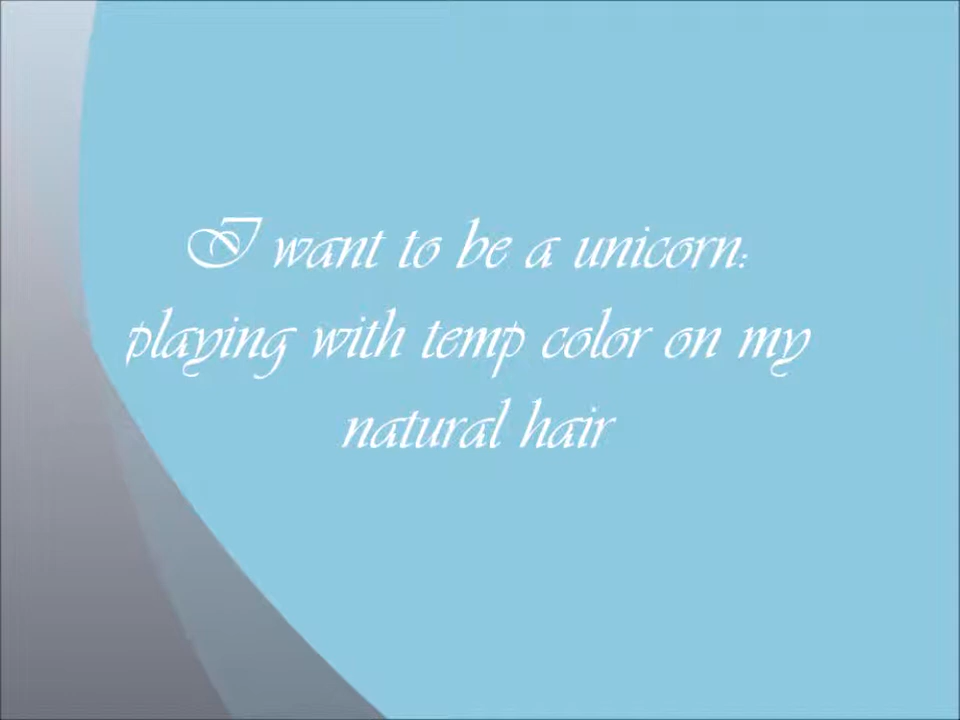 I want to be a unicorn:
playing with temp color on my
natural hair